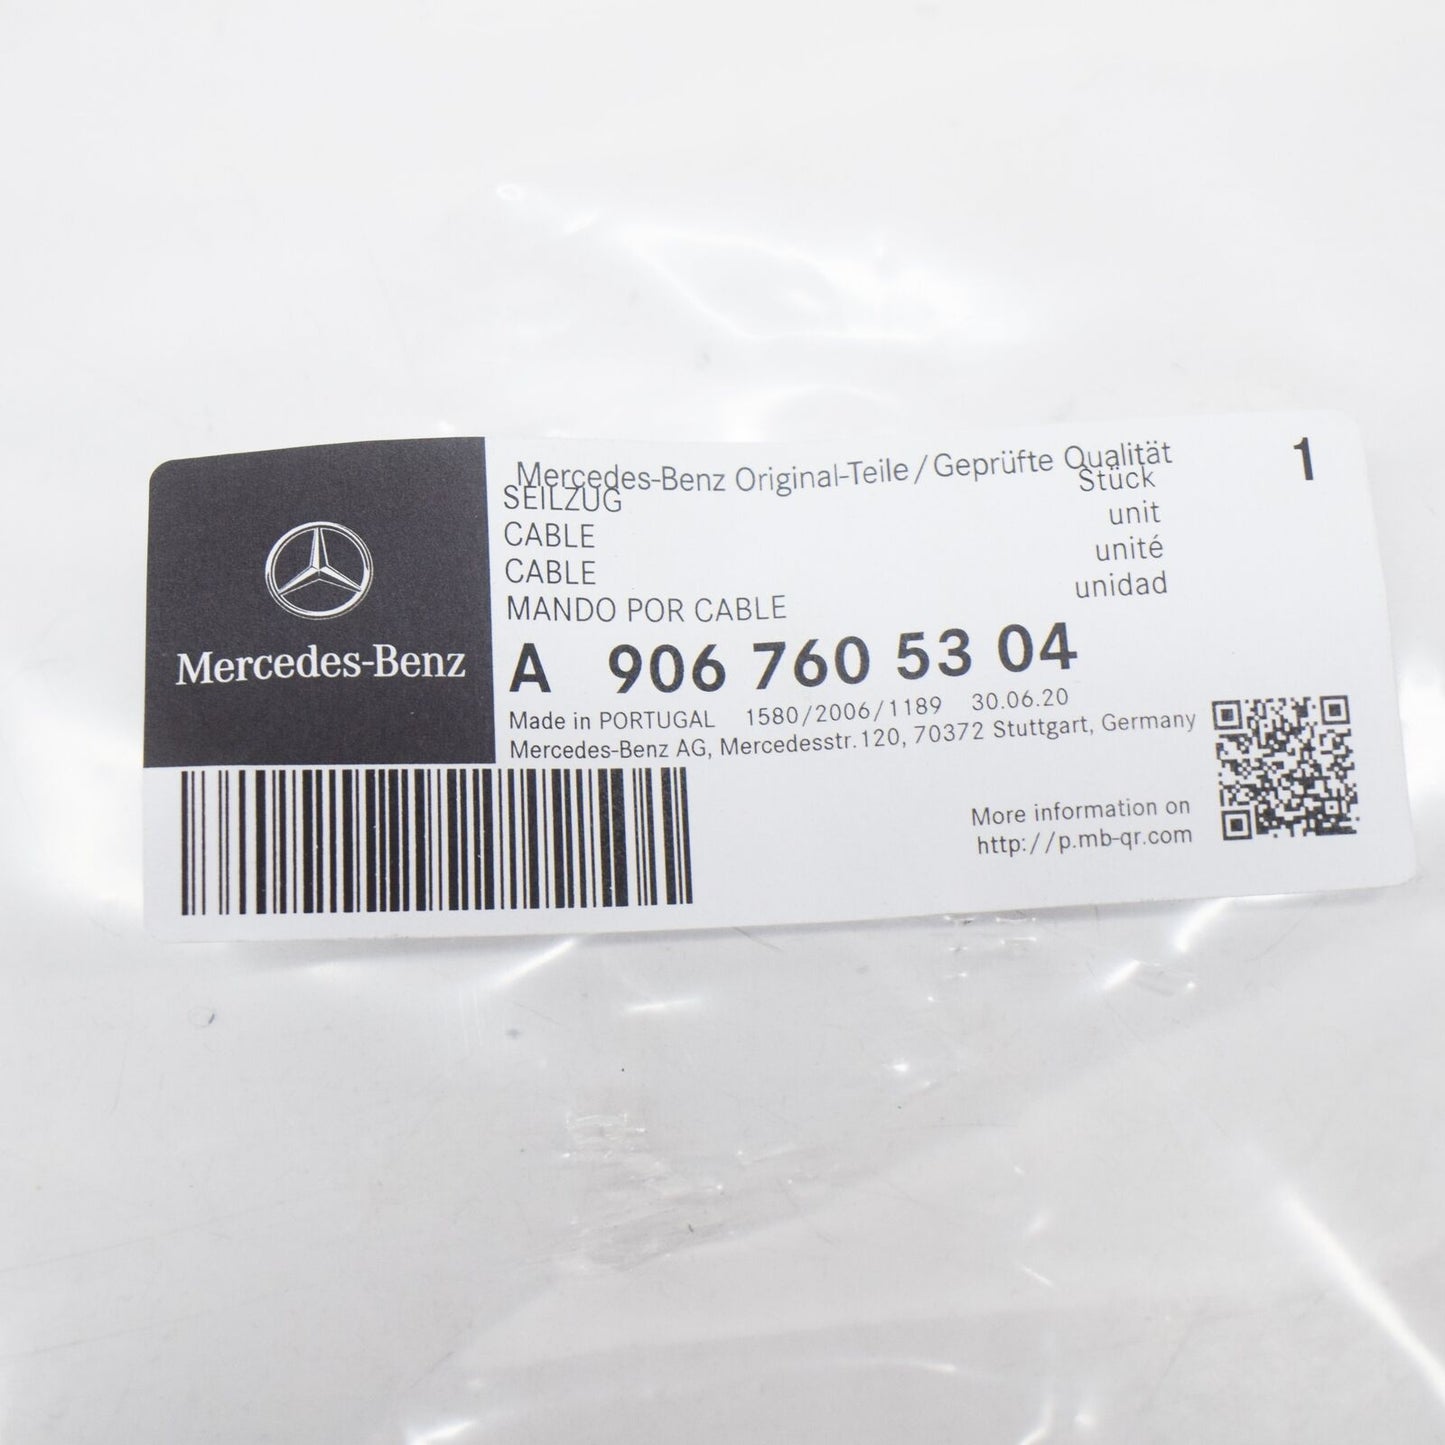 Mercedes-Benz Original-Teile / Geprüfte Qualität
SEILZUG Stück 1
CABLE unit
CABLE unité
MANDO POR CABLE unidad
Mercedes-Benz
A 906 760 53 04
Made in PORTUGAL 1580/2006/1189 30.06.20
Mercedes-Benz AG, Mercedesstr.120, 70372 Stuttgart, Germany
More information on
http://p.mb-qr.com